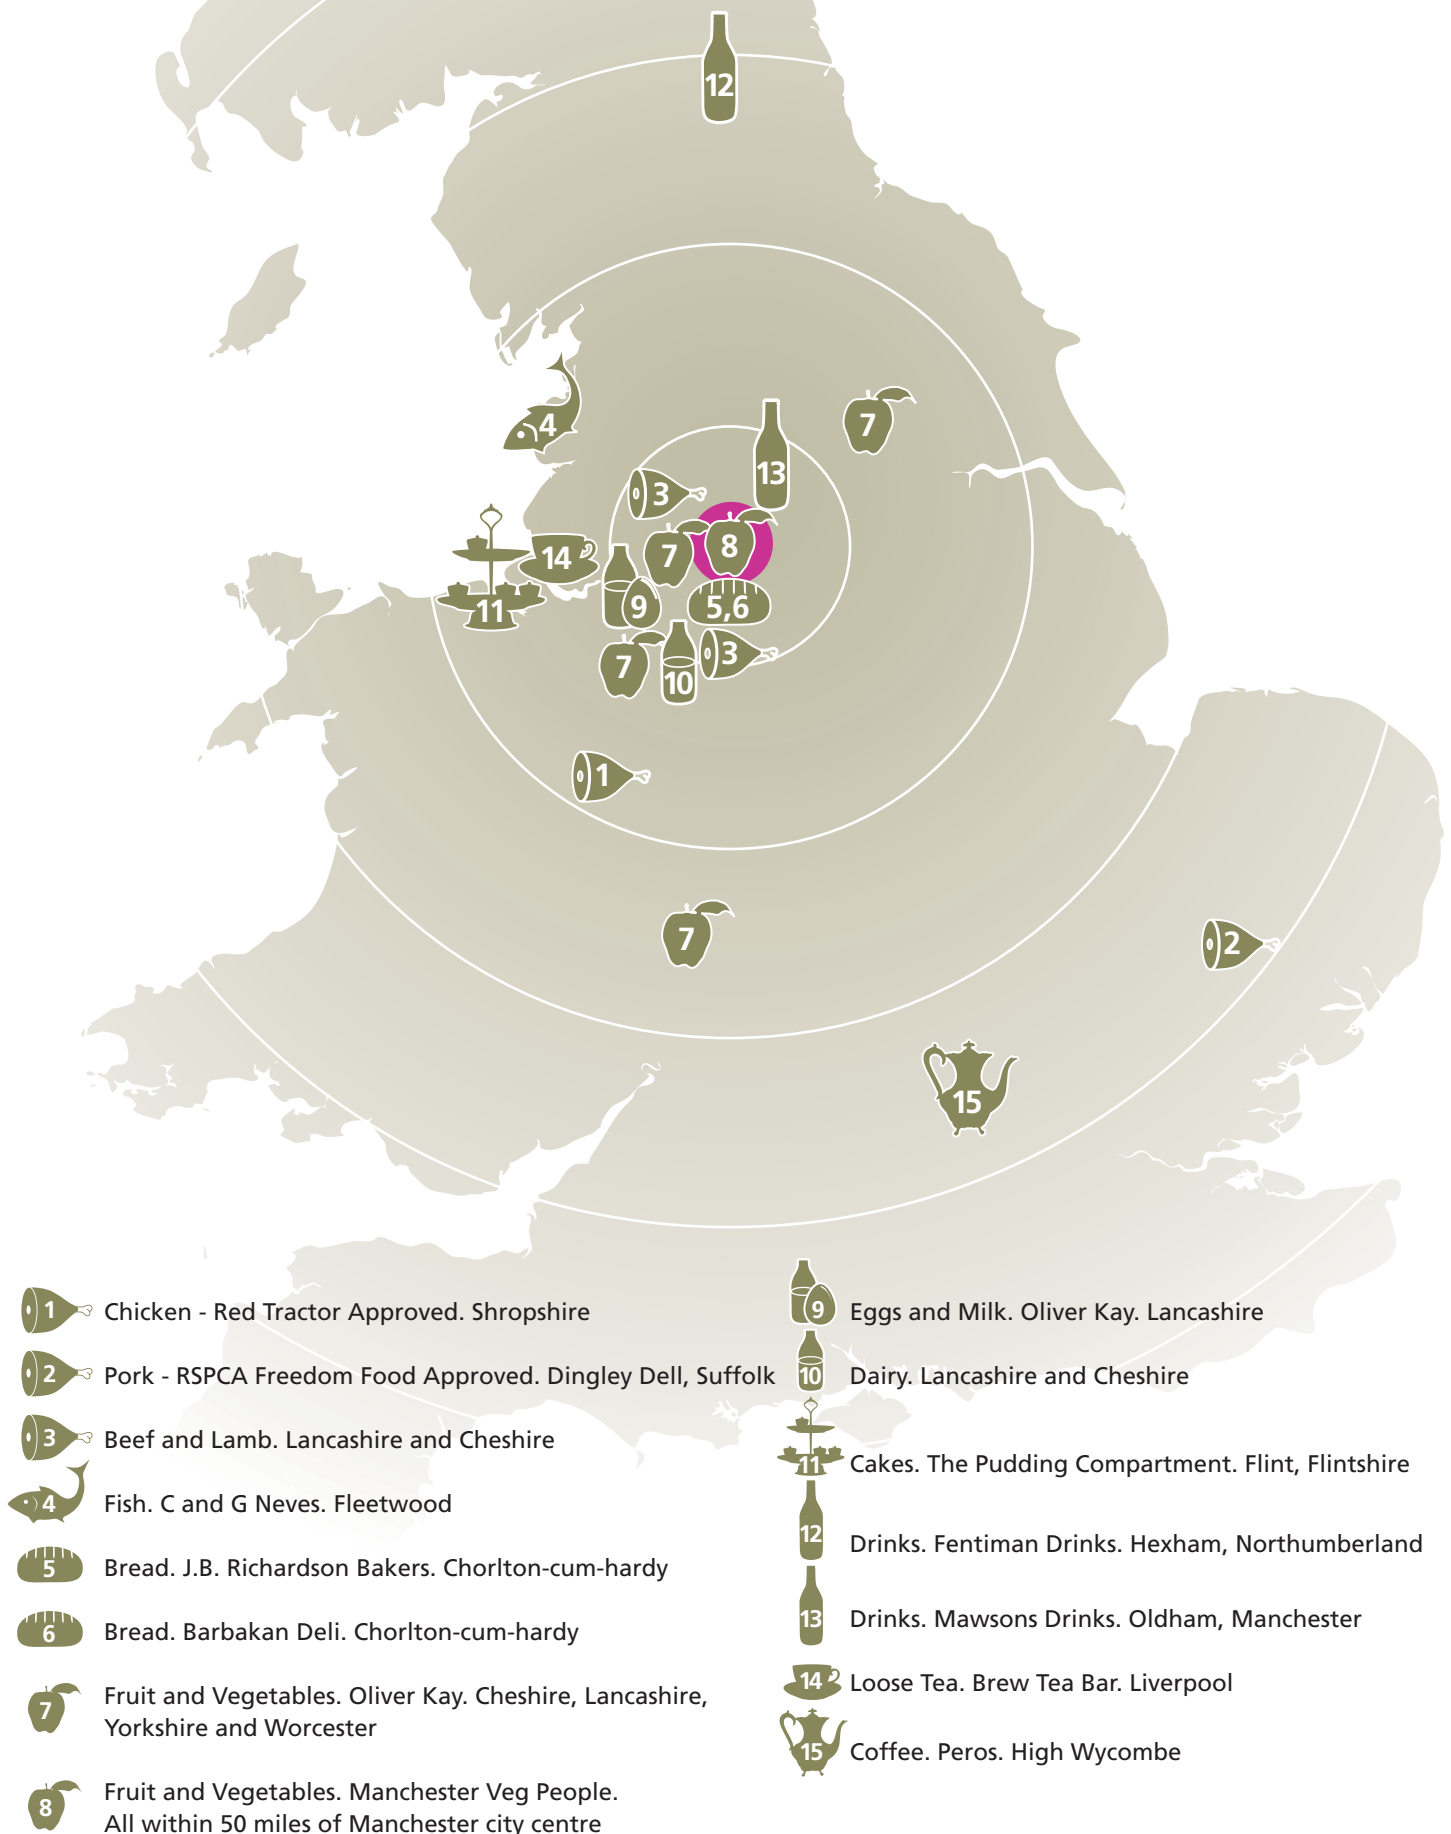 12
4
7
13
3
8
7
14
9
5,6
11
3
7
10
1
7
2
15
1 Chicken - Red Tractor Approved. Shropshire
2 Pork - RSPCA Freedom Food Approved. Dingley Dell, Suffolk
3 Beef and Lamb. Lancashire and Cheshire
4 Fish. C and G Neves. Fleetwood
5 Bread. J.B. Richardson Bakers. Chorlton-cum-hardy
6 Bread. Barbakan Deli. Chorlton-cum-hardy
7 Fruit and Vegetables. Oliver Kay. Cheshire, Lancashire,
Yorkshire and Worcester
8 Fruit and Vegetables. Manchester Veg People.
All within 50 miles of Manchester city centre
9 Eggs and Milk. Oliver Kay. Lancashire
10 Dairy. Lancashire and Cheshire
11 Cakes. The Pudding Compartment. Flint, Flintshire
12 Drinks. Fentiman Drinks. Hexham, Northumberland
13 Drinks. Mawsons Drinks. Oldham, Manchester
14 Loose Tea. Brew Tea Bar. Liverpool
15 Coffee. Peros. High Wycombe